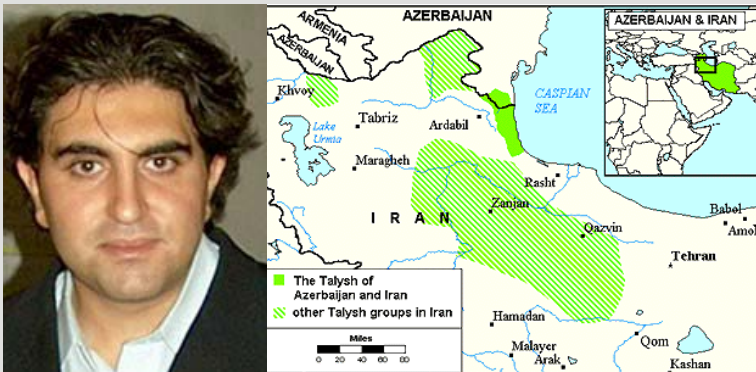 AZERBAIJAN
AZERBAIJAN & IRAN
ARMENIA
AZERBAIJAN
Khvoy
CASPIAN
SEA
Tabriz
Ardabil
Lake
Urmia
Maragheh
Rasht
Zanjan
IRAN
Babol
Amol
Qazvin
Tehran
The Talysh of
Azerbaijan and Iran
other Talysh groups in Iran
Hamadan
Miles
0 20 40 60 80
Qom
Malayer
Arak
Kashan